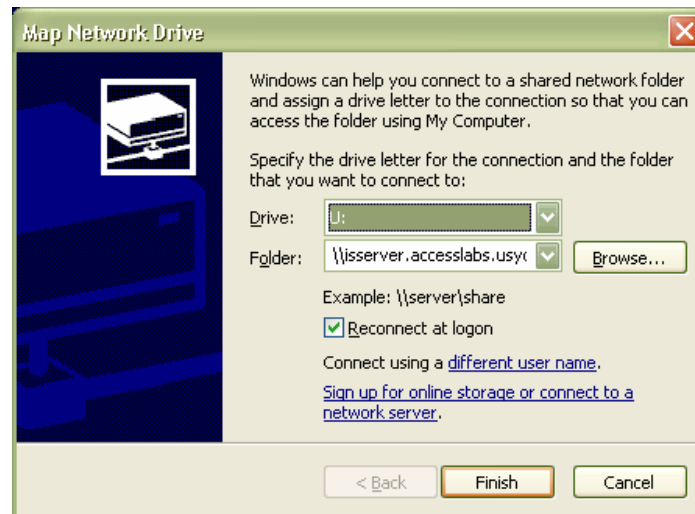 Map Network Drive
Windows can help you connect to a shared network folder
and assign a drive letter to the connection so that you can
access the folder using My Computer.
Specify the drive letter for the connection and the folder
that you want to connect to:
Drive: U:
Folder: \\isserver.accesslabs.usyd Browse...
Example: \\server\share
Reconnect at logon
Connect using a different user name.
Sign up for online storage or connect to a
network server.
< Back Finish Cancel